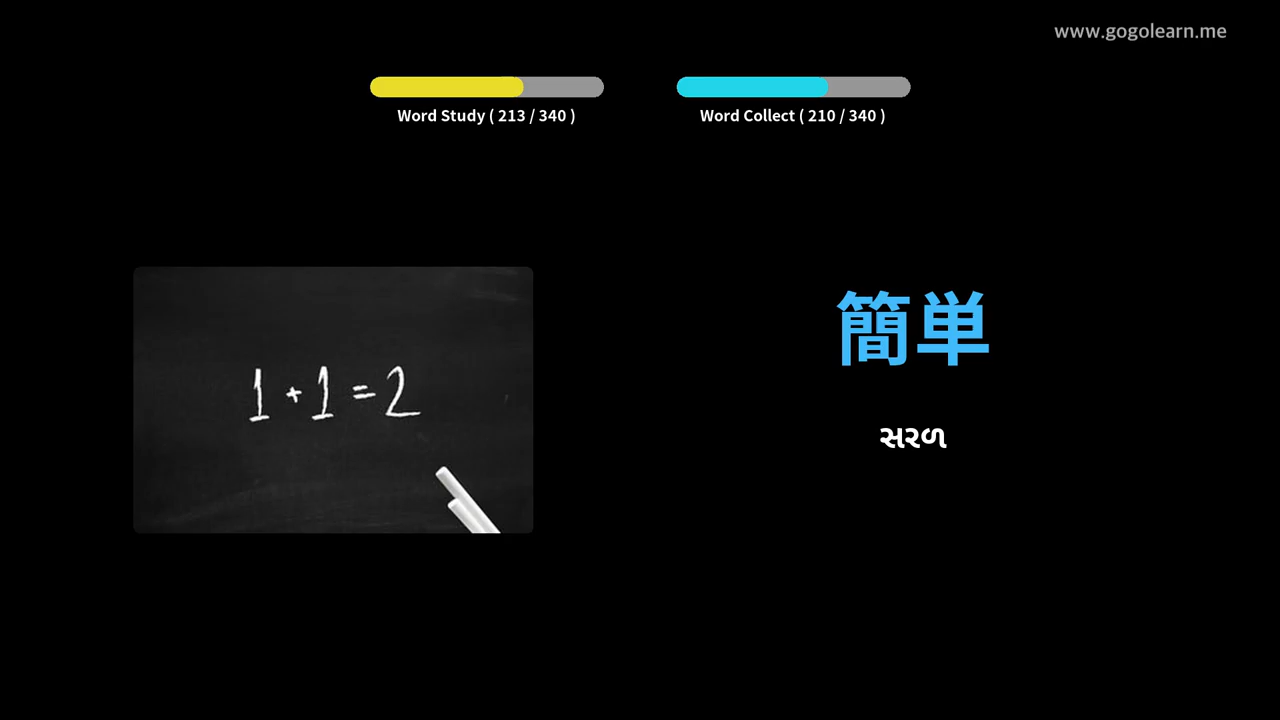 www.gogolearn.me
Word Study ( 213 / 340 )
Word Collect ( 210 / 340 )
1 + 1 = 2
簡単
સરળ